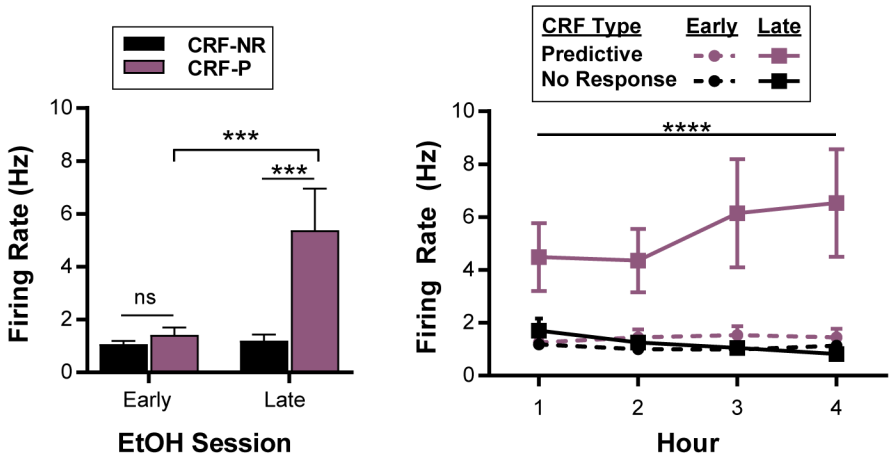 CRF-NR
CRF-P
Firing Rate (Hz)
10
8
6
4
2
0
ns
***
***
Early
Late
EtOH Session
CRF Type Early Late
Predictive
No Response
Firing Rate (Hz)
10
8
6
4
2
0
****
1 2 3 4
Hour